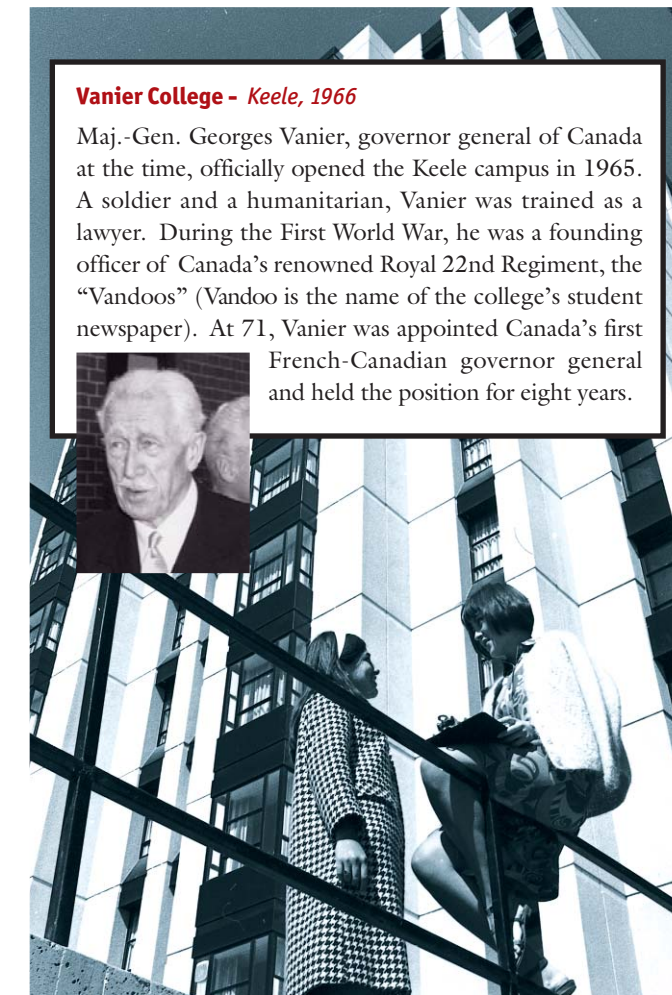 Vanier College - Keele, 1966
Maj.-Gen. Georges Vanier, governor general of Canada
at the time, officially opened the Keele campus in 1965.
A soldier and a humanitarian, Vanier was trained as a
lawyer. During the First World War, he was a founding
officer of Canada’s renowned Royal 22nd Regiment, the
“Vandoos” (Vandoo is the name of the college’s student
newspaper). At 71, Vanier was appointed Canada’s first
French-Canadian governor general
and held the position for eight years.